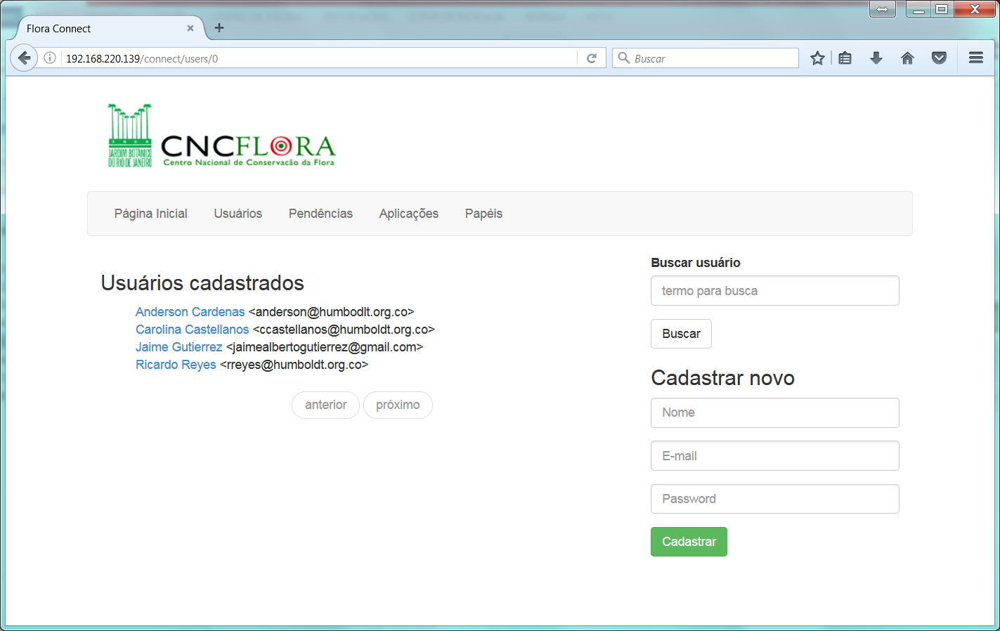 Flora Connect
192.168.220.139/connect/users/0
Buscar
JARDIM BOTÂNICO
DO RIO DE JANEIRO
CNCFLORA
Centro Nacional de Conservacão da Flora
Página Inicial Usuários Pendências Aplicações Papéis
Usuários cadastrados
Anderson Cardenas <anderson@humbodlt.org.co>
Carolina Castellanos <ccastellanos@humboldt.org.co>
Jaime Gutierrez <jaimealbertogutierrez@gmail.com>
Ricardo Reyes <rreyes@humboldt.org.co>
anterior próximo
Buscar usuário
termo para busca
Buscar
Cadastrar novo
Nome
E-mail
Password
Cadastrar